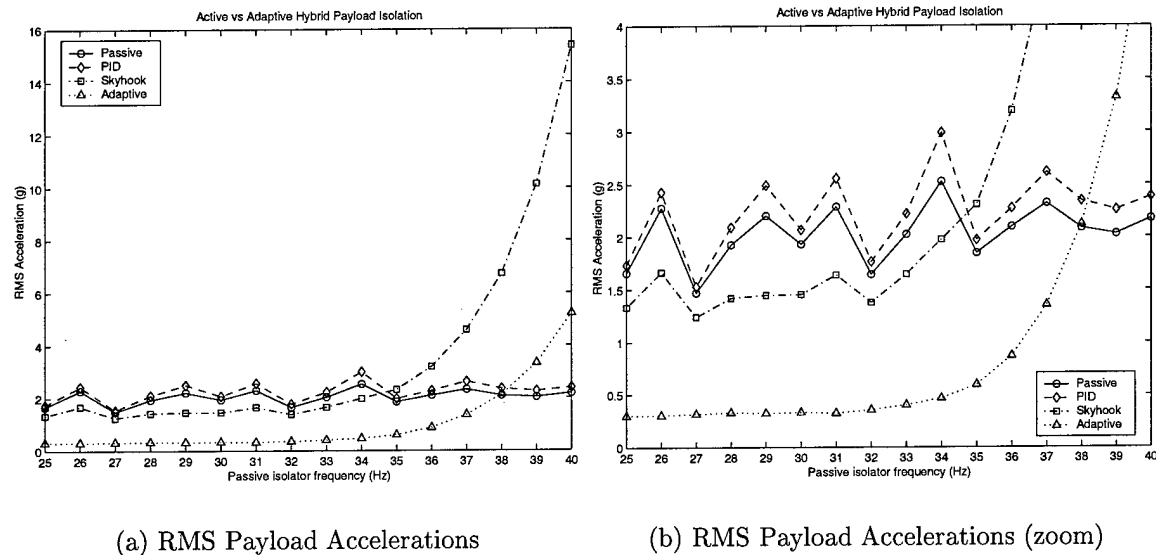 Active vs Adaptive Hybrid Payload Isolation
16
14
12
10
8
6
4
2
0
RMS Acceleration (g)
Passive
PID
Skyhook
Adaptive
25 26 27 28 29 30 31 32 33 34 35 36 37 38 39 40
Passive isolator frequency (Hz)
(a) RMS Payload Accelerations
Active vs Adaptive Hybrid Payload Isolation
4
3.5
3
2.5
2
1.5
1
0.5
0
RMS Acceleration (g)
Passive
PID
Skyhook
Adaptive
25 26 27 28 29 30 31 32 33 34 35 36 37 38 39 40
Passive isolator frequency (Hz)
(b) RMS Payload Accelerations (zoom)